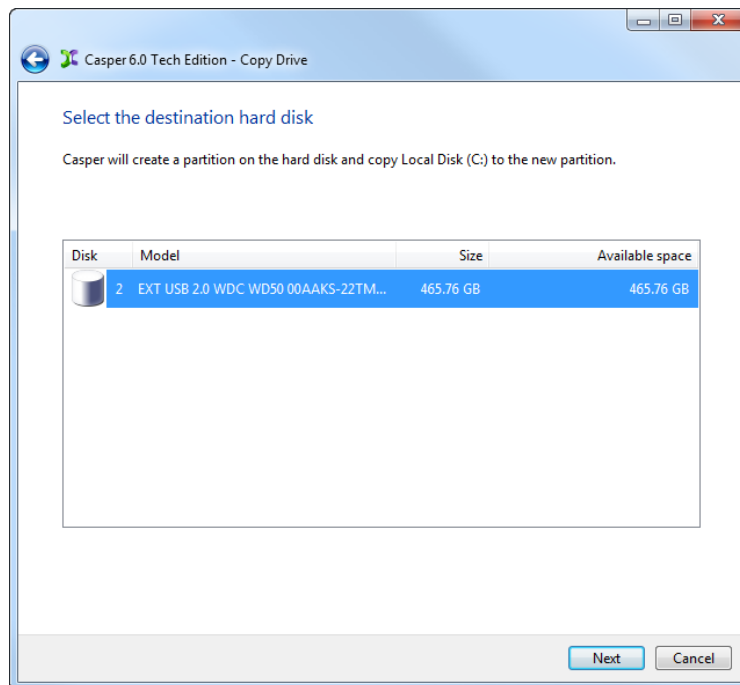 Casper 6.0 Tech Edition - Copy Drive
Select the destination hard disk
Casper will create a partition on the hard disk and copy Local Disk (C:) to the new partition.
Disk Model Size Available space
2 EXT USB 2.0 WDC WD50 00AAKS-22TM... 465.76 GB 465.76 GB
Next Cancel